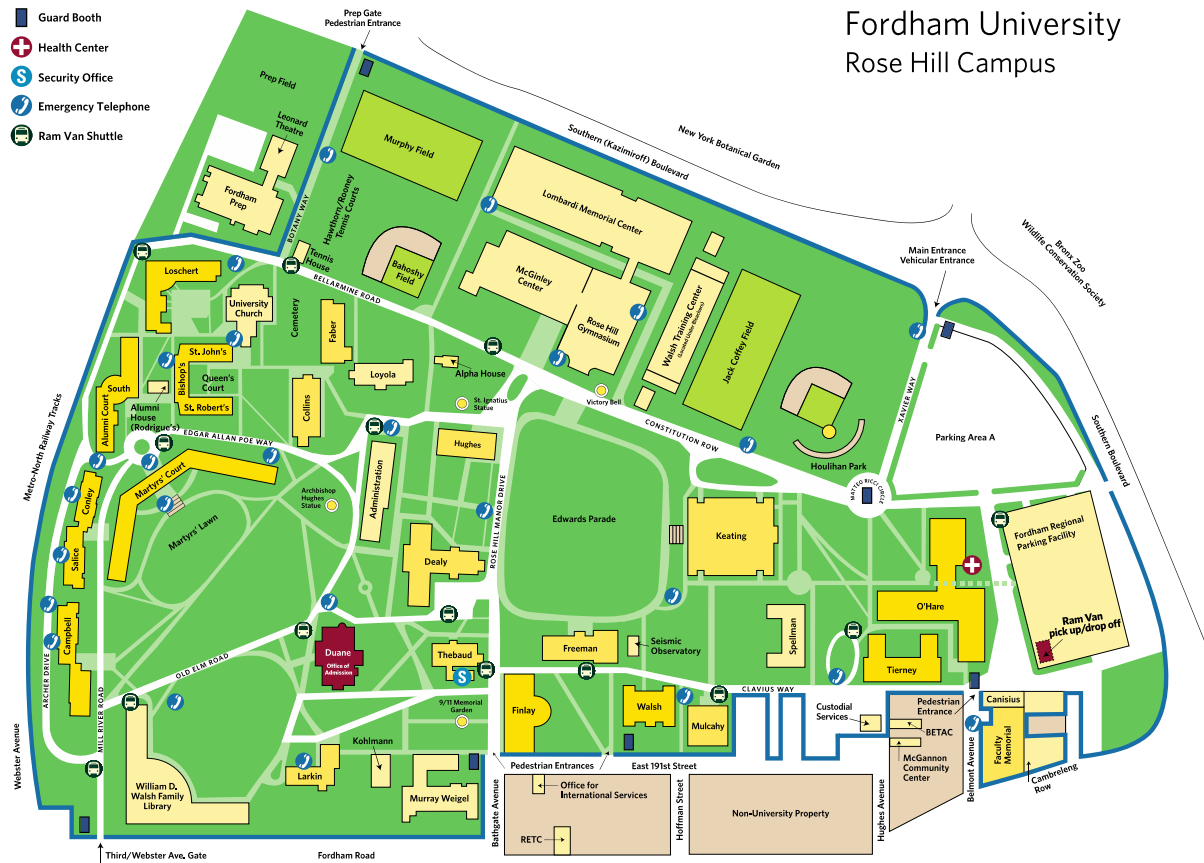 Fordham University
Rose Hill Campus
Guard Booth
Health Center
S
Security Office
Emergency Telephone
Ram Van Shuttle
Prep Gate
Pedestrian Entrance
Prep Field
Leonard
Theatre
Fordham
Prep
BOTANY WAY
Hawthorn/Rooney
Tennis Courts
Tennis
House
Murphy Field
Southern (Kazimiroff) Boulevard
New York Botanical Garden
Lombardi Memorial Center
Bahoshy
Field
McGinley
Center
Rose Hill
Gymnasium
Walsh Training Center
(Located Under Bleachers)
Jack Coffey Field
Main Entrance
Vehicular Entrance
Bronx Zoo
Wildlife Conservation Society
Loschert
University
Church
Cemetery
BELLARMINE ROAD
Faber
Loyola
Alpha House
St. Ignatius
Statue
Victory Bell
CONSTITUTION ROW
Houlihan Park
XAVIER WAY
Parking Area A
Southern Boulevard
MATTEO RICCI CIRCLE
Metro-North Railway Tracks
South
Alumni Court
Alumni
House
(Rodrigue's)
St. John's
Bishop's
Queen's
Court
St. Robert's
Collins
EDGAR ALLAN POE WAY
Martyrs' Court
Martyrs' Lawn
Archbishop
Hughes
Statue
Administration
Hughes
ROSE HILL MANOR DRIVE
Edwards Parade
Keating
Fordham Regional
Parking Facility
Conley
Salice
Campbell
Dealy
O'Hare
Ram Van
pick up/drop off
ARCHER DRIVE
MILL RIVER ROAD
OLD ELM ROAD
Duane
Office of
Admission
Thebaud
S
Freeman
Seismic
Observatory
Spellman
Tierney
9/11 Memorial
Garden
Finlay
Walsh
Mulcahy
CLAVIUS WAY
Custodial
Services
Pedestrian
Entrance
BETAC
McGannon
Community
Center
Canisius
Faculty
Memorial
Cambreleng
Row
Webster Avenue
William D.
Walsh Family
Library
Larkin
Kohlmann
Murray Weigel
Pedestrian Entrances
East 191st Street
Bathgate Avenue
Office for
International Services
RETC
Hoffman Street
Non-University Property
Hughes Avenue
Belmont Avenue
Third/Webster Ave. Gate
Fordham Road